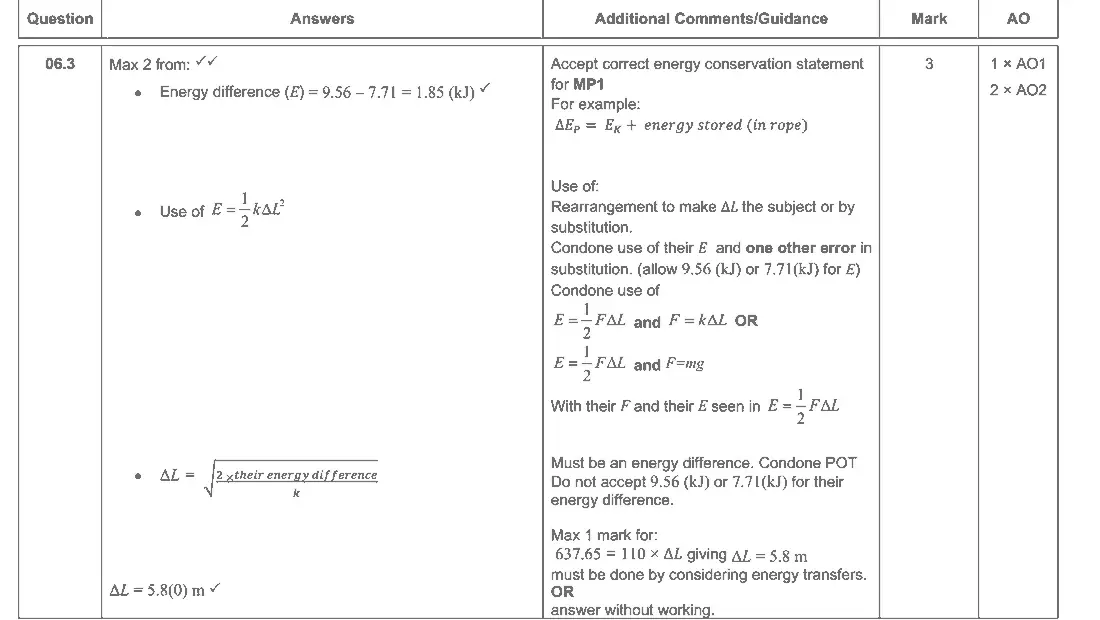 Question Answers Additional Comments/Guidance Mark AO
06.3 Max 2 from: ✓✓ Accept correct energy conservation statement 3 1 × AO1
• Energy difference (E) = 9.56 – 7.71 = 1.85 (kJ) ✓ for MP1 2 × AO2
For example:
ΔE_P = E_K + energy stored (in rope)
Use of:
• Use of E = 1/2 kΔL² Rearrangement to make ΔL the subject or by
substitution.
Condone use of their E and one other error in
substitution. (allow 9.56 (kJ) or 7.71(kJ) for E)
Condone use of
E = 1/2 FΔL and F = kΔL OR
E = 1/2 FΔL and F=mg
With their F and their E seen in E = 1/2 FΔL
• ΔL = √(2 × their energy difference / k) Must be an energy difference. Condone POT
Do not accept 9.56 (kJ) or 7.71(kJ) for their
energy difference.
Max 1 mark for:
637.65 = 110 × ΔL giving ΔL = 5.8 m
must be done by considering energy transfers.
ΔL = 5.8(0) m ✓ OR
answer without working.